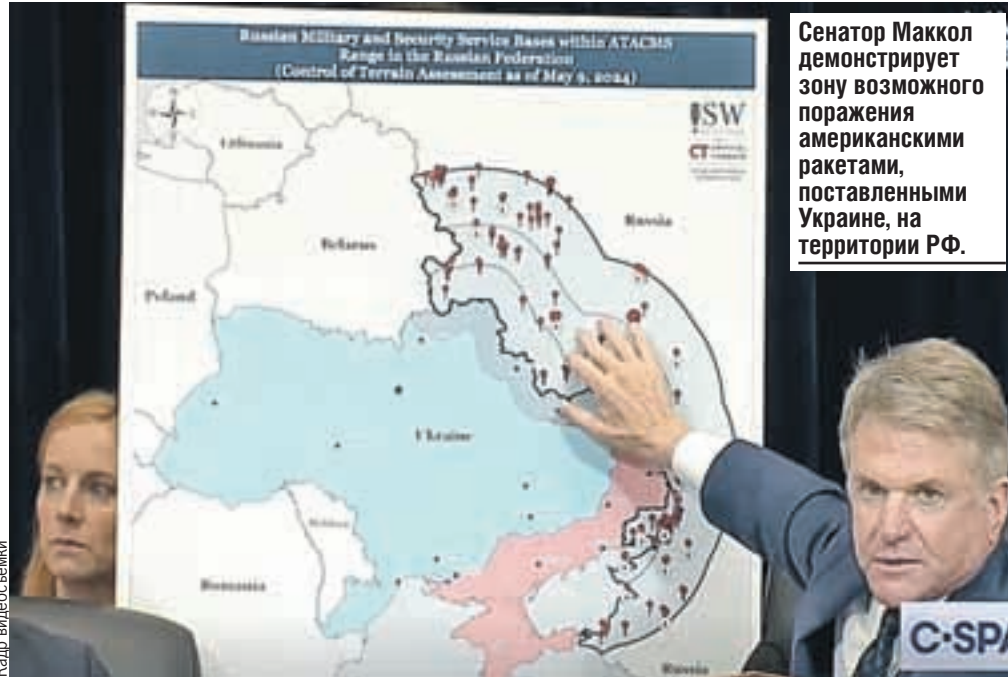 Russian Military and Security Service Bases within ATACMS
Range in the Russian Federation
(Control of Terrain Assessment as of May 9, 2024)
Сенатор Маккол
демонстрирует
зону возможного
поражения
американскими
ракетами,
поставленными
Украине, на
территории РФ.
ISW
CT
Lithuania
Russia
Belarus
Poland
Ukraine
Moldova
Romania
Russia
C-SPA
Кадр видеосъемки